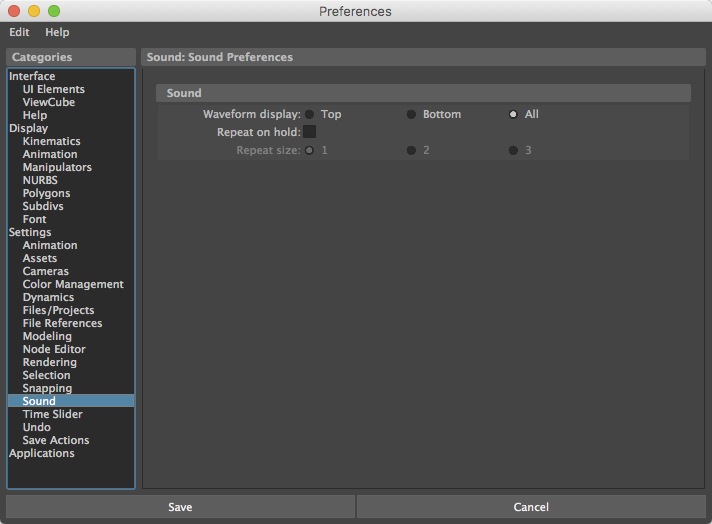 Preferences
Edit Help
Categories
Interface
UI Elements
ViewCube
Help
Display
Kinematics
Animation
Manipulators
NURBS
Polygons
Subdivs
Font
Settings
Animation
Assets
Cameras
Color Management
Dynamics
Files/Projects
File References
Modeling
Node Editor
Rendering
Selection
Snapping
Sound
Time Slider
Undo
Save Actions
Applications
Sound: Sound Preferences
Sound
Waveform display: Top Bottom All
Repeat on hold:
Repeat size: 1 2 3
Save Cancel